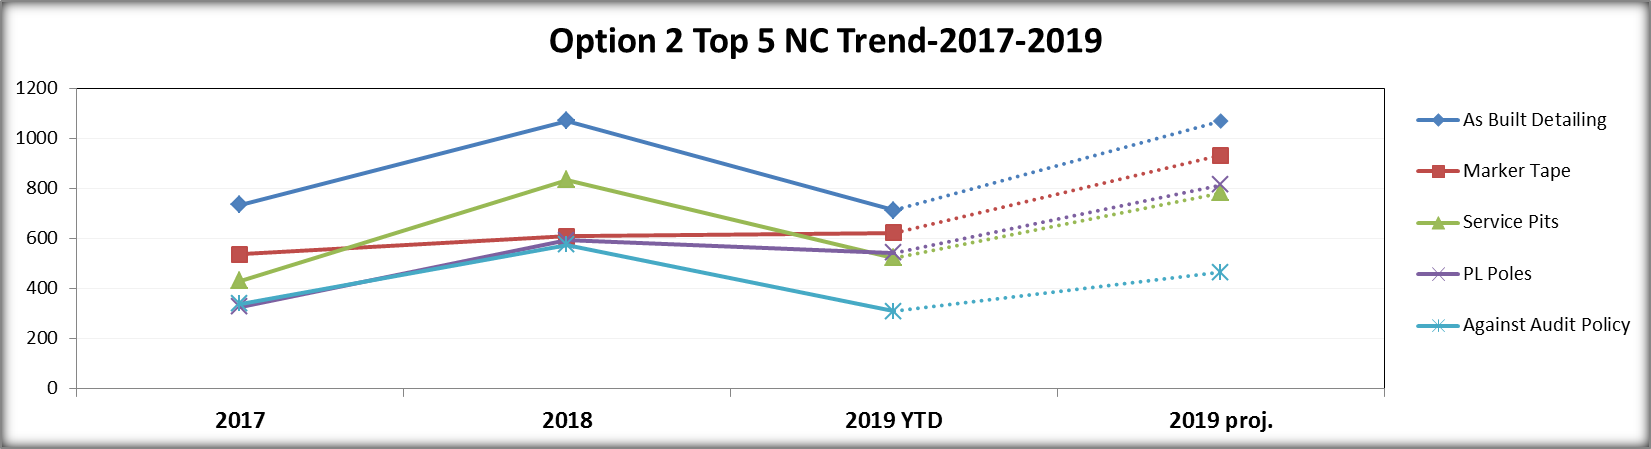 Option 2 Top 5 NC Trend-2017-2019
1200
1000
800
600
400
200
0
2017 2018 2019 YTD 2019 proj.
As Built Detailing
Marker Tape
Service Pits
PL Poles
Against Audit Policy